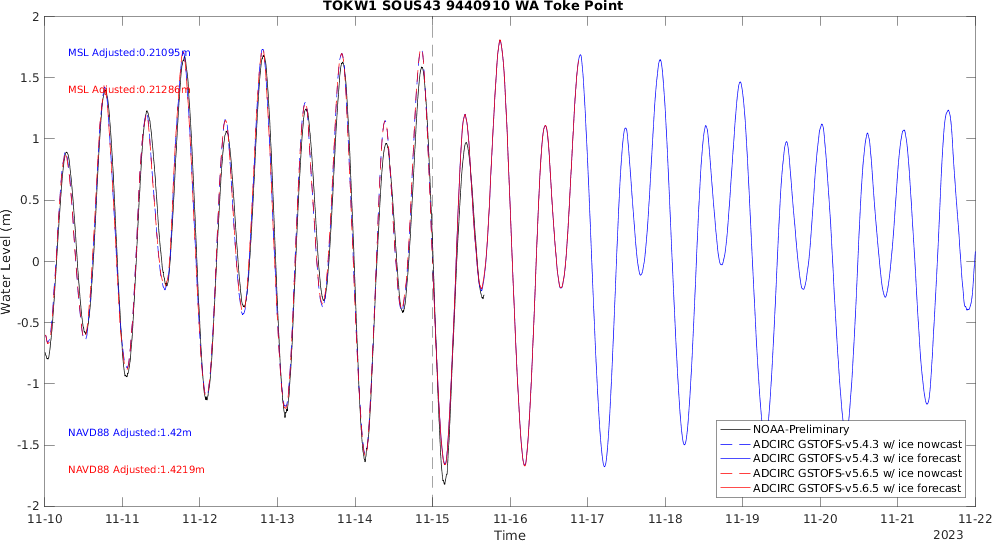 TOKW1 SOUS43 9440910 WA Toke Point
2
1.5
1
0.5
0
-0.5
-1
-1.5
-2
Water Level (m)
MSL Adjusted:0.21095m
MSL Adjusted:0.21286m
NAVD88 Adjusted:1.42m
NAVD88 Adjusted:1.4219m
NOAA-Preliminary
ADCIRC GSTOFS-v5.4.3 w/ ice nowcast
ADCIRC GSTOFS-v5.4.3 w/ ice forecast
ADCIRC GSTOFS-v5.6.5 w/ ice nowcast
ADCIRC GSTOFS-v5.6.5 w/ ice forecast
11-10 11-11 11-12 11-13 11-14 11-15 11-16 11-17 11-18 11-19 11-20 11-21 11-22
Time
2023